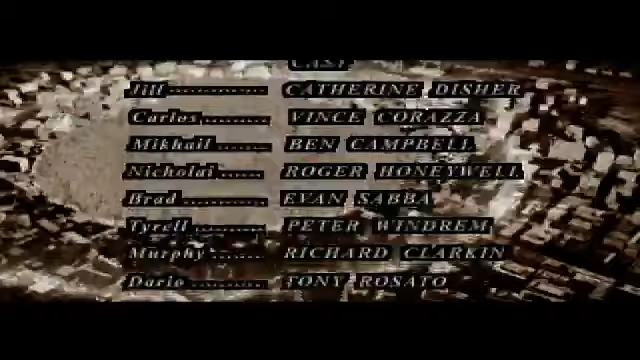 CAST
Jill ............. CATHERINE DISHER
Carlos .......... VINCE CORAZZA
Mikhail ....... BEN CAMPBELL
Nicholai ...... ROGER HONEYWELL
Brad ............ EVAN SABBA
Tyrell .......... PETER WINDREM
Murphy ....... RICHARD CLARKIN
Dario ........... TONY ROSATO